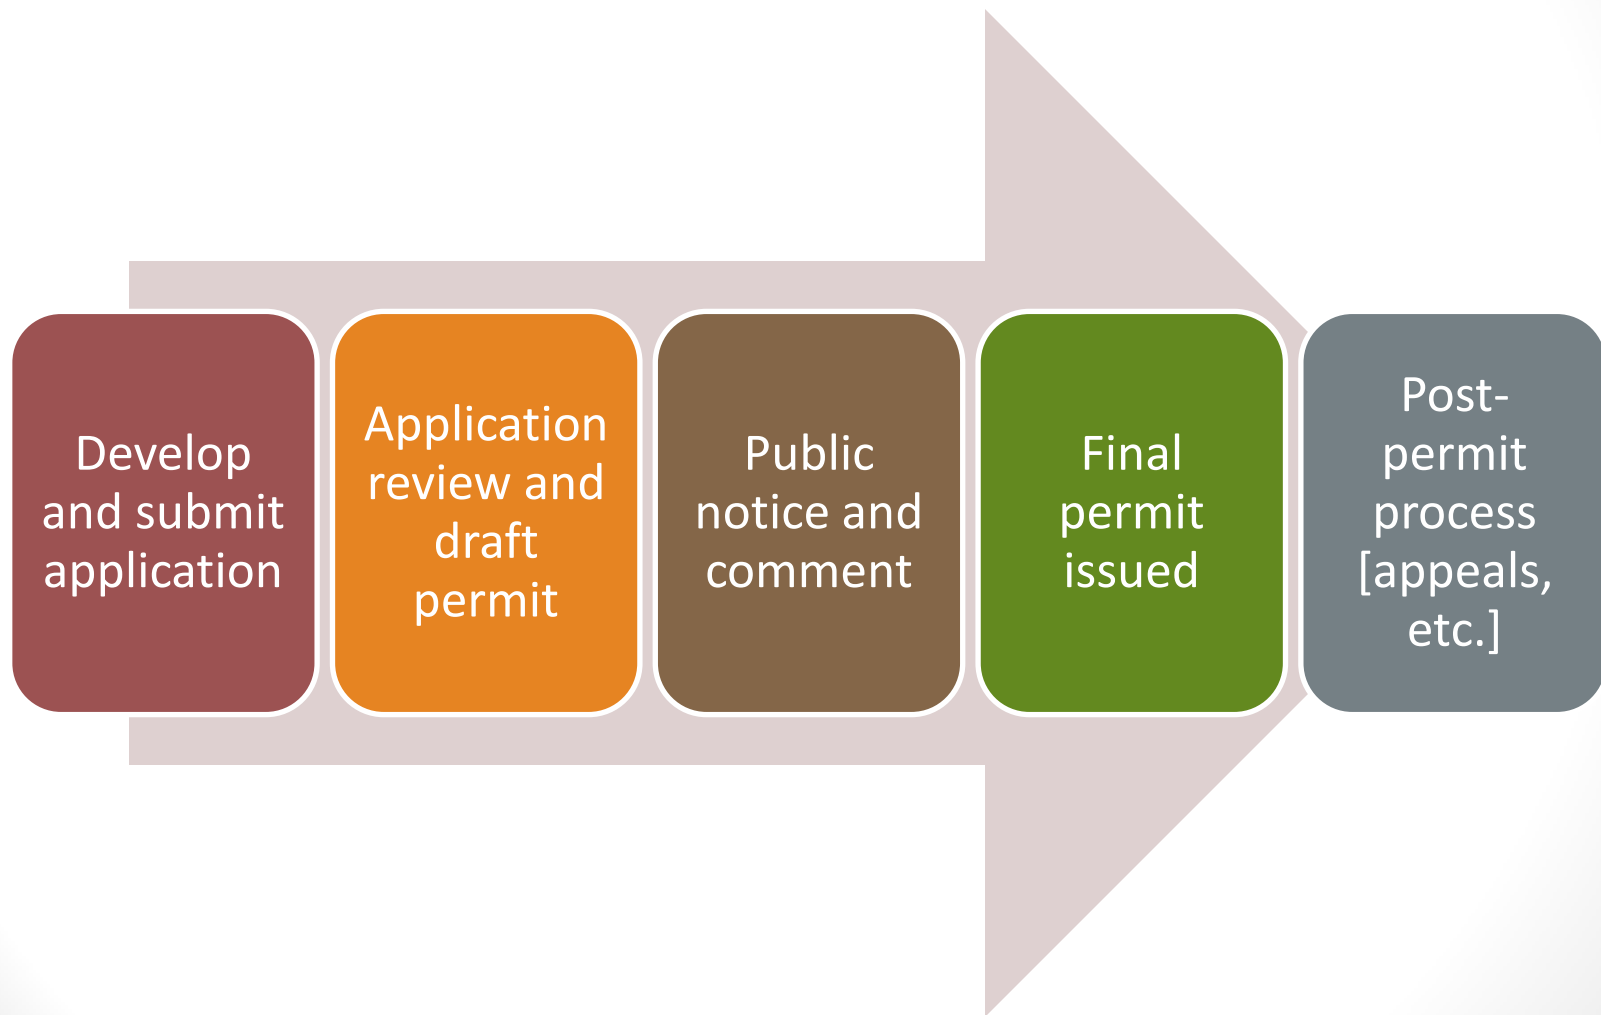 Develop
and submit
application
Application
review and
draft
permit
Public
notice and
comment
Final
permit
issued
Post-
permit
process
[appeals,
etc.]